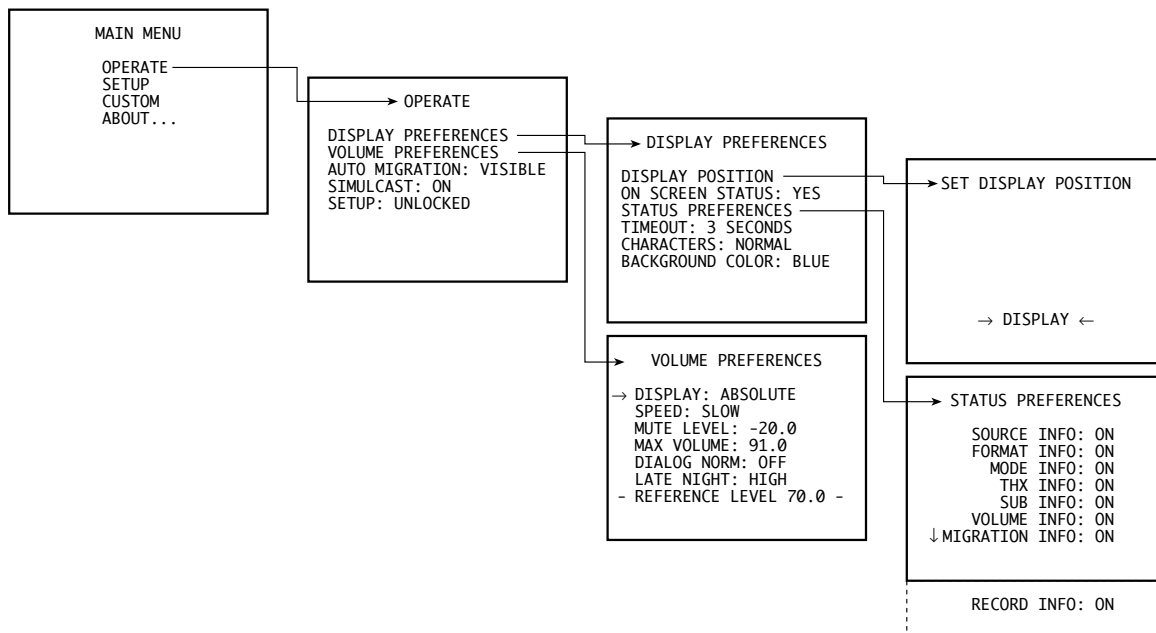 MAIN MENU
OPERATE
SETUP
CUSTOM
ABOUT...
OPERATE
DISPLAY PREFERENCES
VOLUME PREFERENCES
AUTO MIGRATION: VISIBLE
SIMULCAST: ON
SETUP: UNLOCKED
DISPLAY PREFERENCES
DISPLAY POSITION
ON SCREEN STATUS: YES
STATUS PREFERENCES
TIMEOUT: 3 SECONDS
CHARACTERS: NORMAL
BACKGROUND COLOR: BLUE
SET DISPLAY POSITION
→ DISPLAY ←
VOLUME PREFERENCES
→ DISPLAY: ABSOLUTE
SPEED: SLOW
MUTE LEVEL: -20.0
MAX VOLUME: 91.0
DIALOG NORM: OFF
LATE NIGHT: HIGH
- REFERENCE LEVEL 70.0 -
STATUS PREFERENCES
SOURCE INFO: ON
FORMAT INFO: ON
MODE INFO: ON
THX INFO: ON
SUB INFO: ON
VOLUME INFO: ON
↓MIGRATION INFO: ON
RECORD INFO: ON